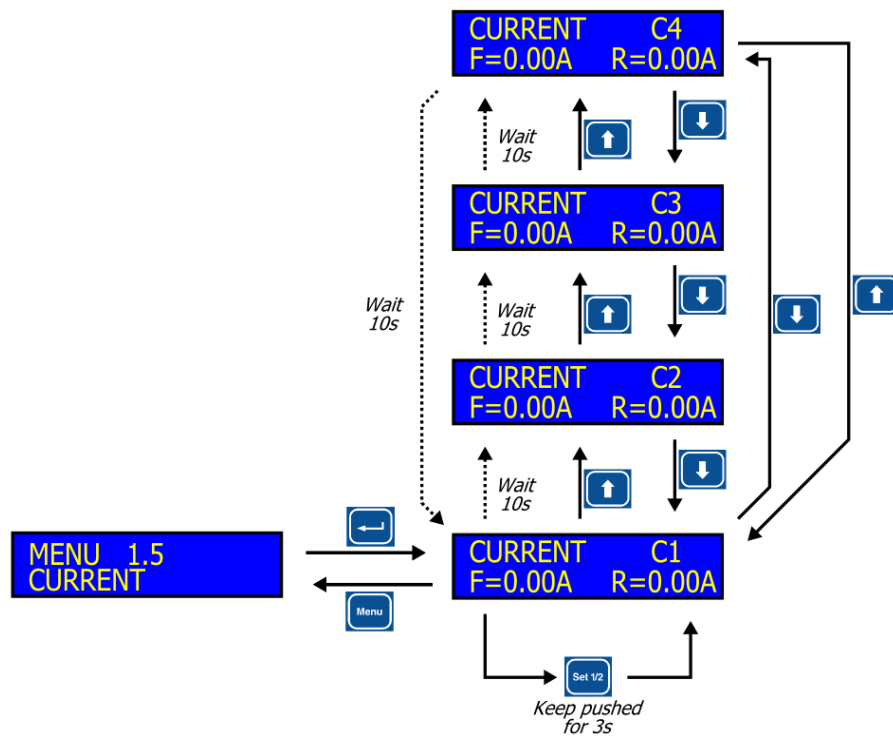 CURRENT C4
F=0.00A R=0.00A
Wait
10s
CURRENT C3
F=0.00A R=0.00A
Wait
10s
Wait
10s
CURRENT C2
F=0.00A R=0.00A
Wait
10s
MENU 1.5
CURRENT
Menu
CURRENT C1
F=0.00A R=0.00A
Set 1/2
Keep pushed
for 3s